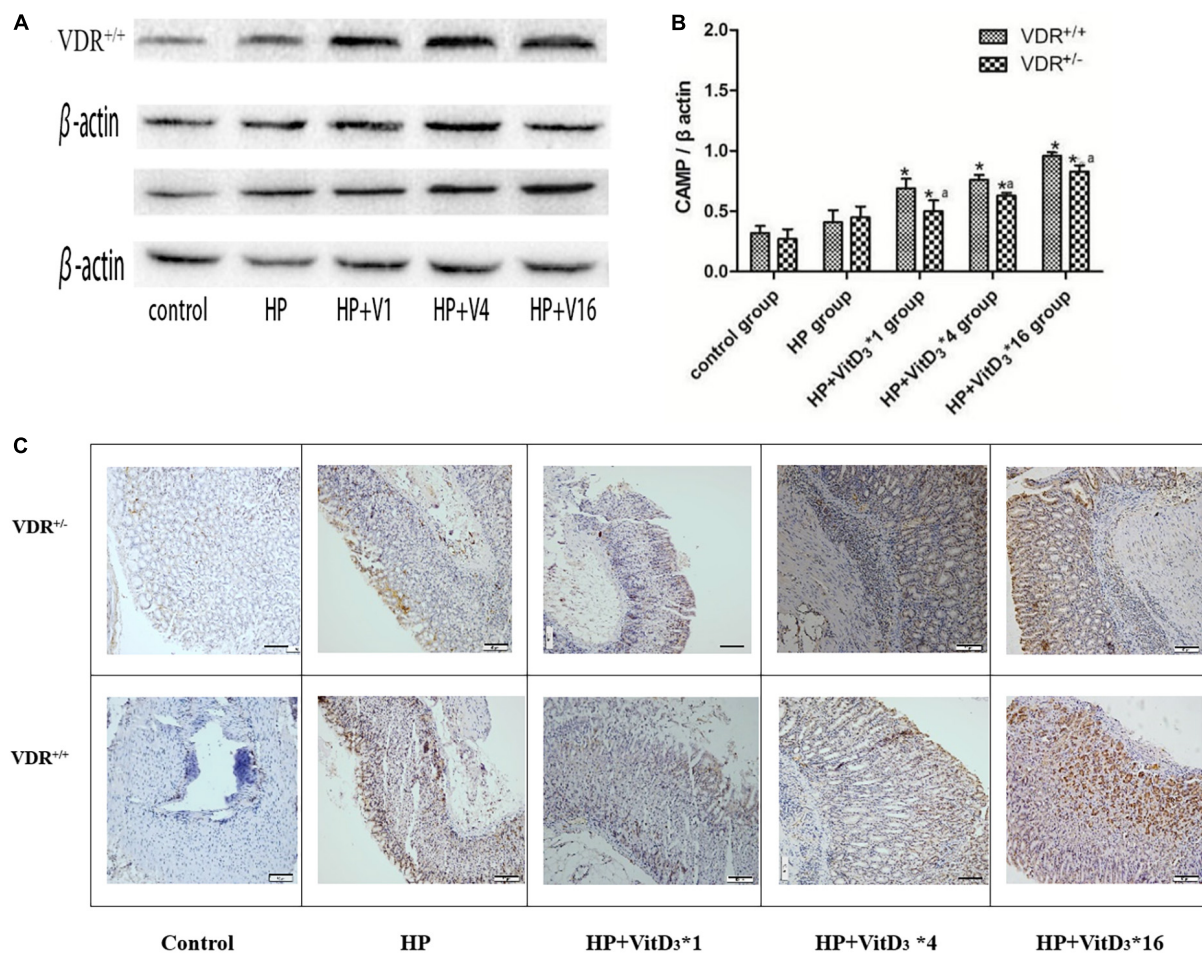 A
VDR+/+
β-actin
β-actin
control HP HP+V1 HP+V4 HP+V16
B
2.0
1.5
1.0
0.5
0.0
CAMP / β actin
VDR+/+
VDR+/-
* * a
* *a
* * a
control group
HP group
HP+VitD₃*1 group
HP+VitD₃*4 group
HP+VitD₃*16 group
C
VDR+/-
VDR+/+
Control HP HP+VitD₃*1 HP+VitD₃ *4 HP+VitD₃*16